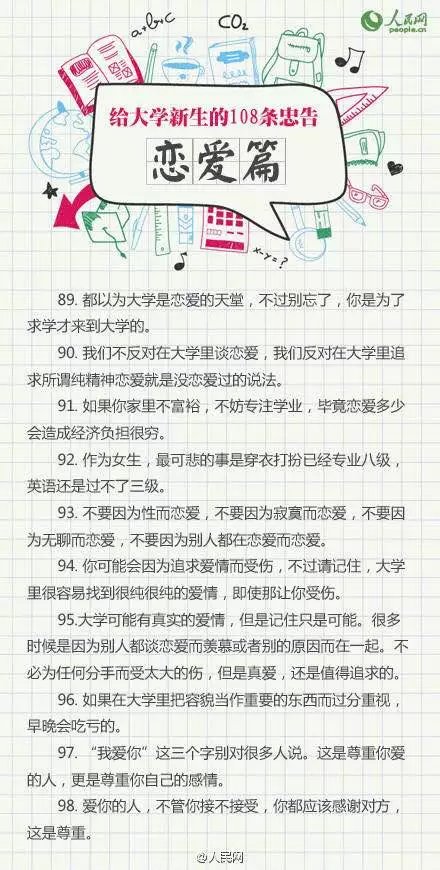 a+b+c
CO₂
人民网
people.cn
给大学新生的108条忠告
恋爱篇
x-y=?
89. 都以为大学是恋爱的天堂，不过别忘了，你是为了
求学才来到大学的。
90. 我们不反对在大学里谈恋爱，我们反对在大学里追
求所谓纯精神恋爱就是没恋爱过的说法。
91. 如果你家里不富裕，不妨专注学业，毕竟恋爱多少
会造成经济负担很穷。
92. 作为女生，最可悲的事是穿衣打扮已经专业八级，
英语还是过不了三级。
93. 不要因为性而恋爱，不要因为寂寞而恋爱，不要因
为无聊而恋爱，不要因为别人都在恋爱而恋爱。
94. 你可能会因为追求爱情而受伤，不过请记住，大学
里很容易找到很纯很纯的爱情，即使那让你受伤。
95.大学可能有真实的爱情，但是记住只是可能。很多
时候是因为别人都谈恋爱而羡慕或者别的原因而在一起。不
必为任何分手而受太大的伤，但是真爱，还是值得追求的。
96. 如果在大学里把容貌当作重要的东西而过分重视，
早晚会吃亏的。
97. “我爱你”这三个字别对很多人说。这是尊重你爱
的人，更是尊重你自己的感情。
98. 爱你的人，不管你接不接受，你都应该感谢对方，
这是尊重。
@人民网